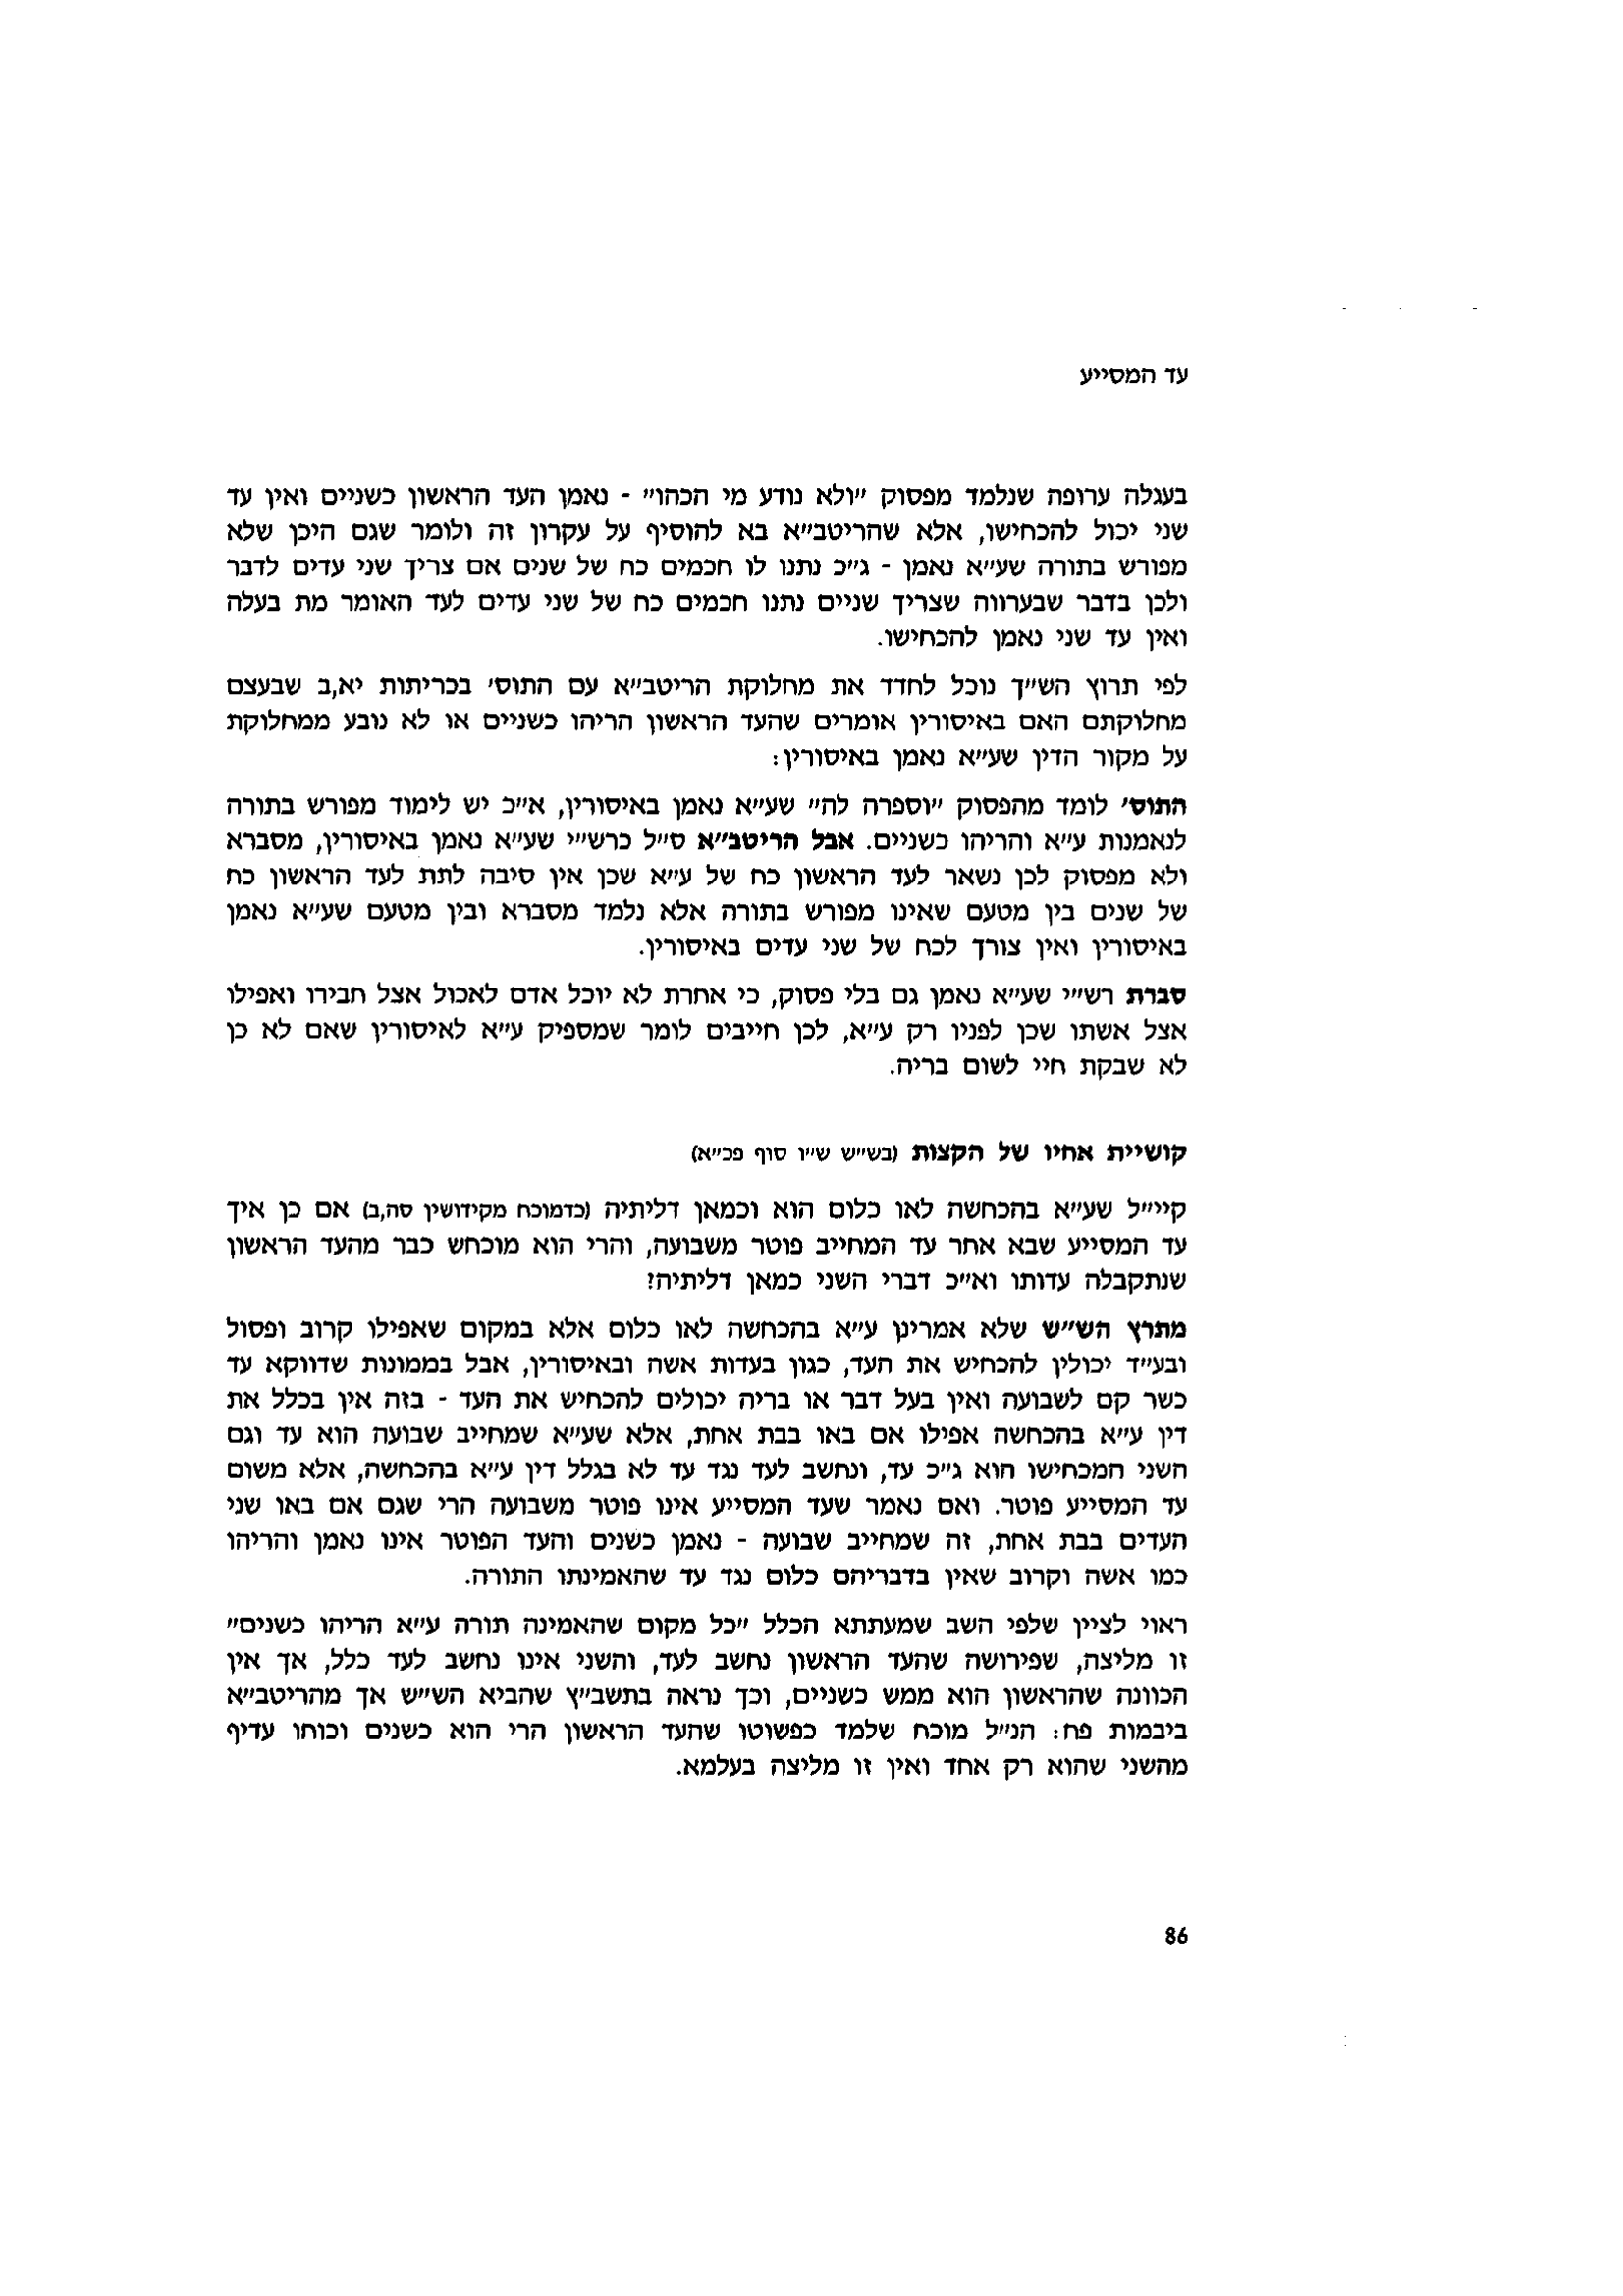 עד המסייע
בעגלה ערופה שנלמד מפסוק "ולא נודע מי הכהו" - נאמן העד הראשון כשניים ואין עד
שני יכול להכחישו, אלא שהריטב"א בא להוסיף על עקרון זה ולומר שגם היכן שלא
מפורש בתורה שע"א נאמן - ג"כ נתנו לו חכמים כח של שנים אם צריך שני עדים לדבר
ולכן בדבר שבערווה שצריך שניים נתנו חכמים כח של שני עדים לעד האומר מת בעלה
ואין עד שני נאמן להכחישו.
לפי תרוץ הש"ך נוכל לחדד את מחלוקת הריטב"א עם התוס' בכריתות יא,ב שבעצם
מחלוקתם האם באיסורין אומרים שהעד הראשון הריהו כשניים או לא נובע ממחלוקת
על מקור הדין שע"א נאמן באיסורין:
התוס' לומד מהפסוק "וספרה לה" שע"א נאמן באיסורין, א"כ יש לימוד מפורש בתורה
לנאמנות ע"א והריהו כשניים. אבל הריטב"א ס"ל כרש"י שע"א נאמן באיסורין, מסברא
ולא מפסוק לכן נשאר לעד הראשון כח של ע"א שכן אין סיבה לתת לעד הראשון כח
של שנים בין מטעם שאינו מפורש בתורה אלא נלמד מסברא ובין מטעם שע"א נאמן
באיסורין ואין צורך לכח של שני עדים באיסורין.
סברת רש"י שע"א נאמן גם בלי פסוק, כי אחרת לא יוכל אדם לאכול אצל חבירו ואפילו
אצל אשתו שכן לפניו רק ע"א, לכן חייבים לומר שמספיק ע"א לאיסורין שאם לא כן
לא שבקת חיי לשום בריה.
קושיית אחיו של הקצות (בש"ש ש"ו סוף פכ"א)
קיי"ל שע"א בהכחשה לאו כלום הוא וכמאן דליתיה (כדמוכח מקידושין סה,ב) אם כן איך
עד המסייע שבא אחר עד המחייב פוטר משבועה, והרי הוא מוכחש כבר מהעד הראשון
שנתקבלה עדותו וא"כ דברי השני כמאן דליתיה?
מתרץ הש"ש שלא אמרינן ע"א בהכחשה לאו כלום אלא במקום שאפילו קרוב ופסול
ובע"ד יכולין להכחיש את העד, כגון בעדות אשה ובאיסורין, אבל בממונות שדווקא עד
כשר קם לשבועה ואין בעל דבר או בריה יכולים להכחיש את העד - בזה אין בכלל את
דין ע"א בהכחשה אפילו אם באו בבת אחת, אלא שע"א שמחייב שבועה הוא עד וגם
השני המכחישו הוא ג"כ עד, ונחשב לעד נגד עד לא בגלל דין ע"א בהכחשה, אלא משום
עד המסייע פוטר. ואם נאמר שעד המסייע אינו פוטר משבועה הרי שגם אם באו שני
העדים בבת אחת, זה שמחייב שבועה - נאמן כשנים והעד הפוטר אינו נאמן והריהו
כמו אשה וקרוב שאין בדבריהם כלום נגד עד שהאמינתו התורה.
ראוי לציין שלפי השב שמעתתא הכלל "כל מקום שהאמינה תורה ע"א הריהו כשנים"
זו מליצה, שפירושה שהעד הראשון נחשב לעד, והשני אינו נחשב לעד כלל, אך אין
הכוונה שהראשון הוא ממש כשניים, וכך נראה בתשב"ץ שהביא הש"ש אך מהריטב"א
ביבמות פח: הנ"ל מוכח שלמד כפשוטו שהעד הראשון הרי הוא כשנים וכוחו עדיף
מהשני שהוא רק אחד ואין זו מליצה בעלמא.
86